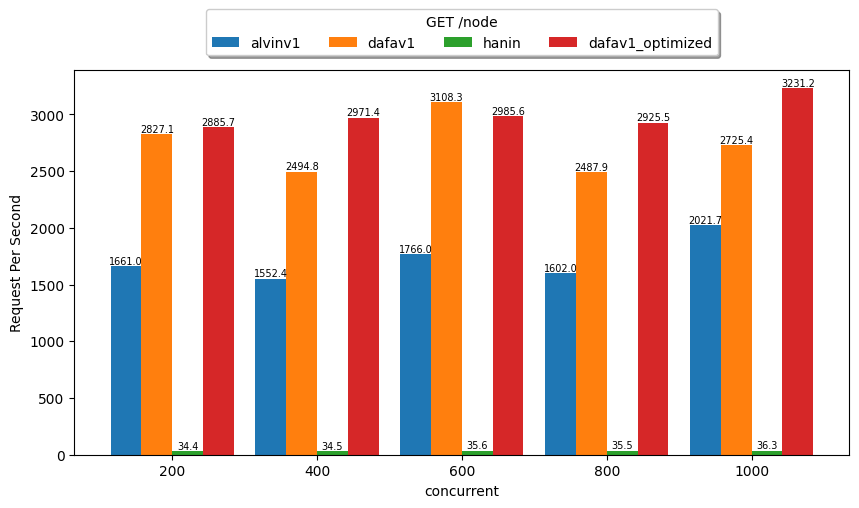 GET /node
alvinv1 dafav1 hanin dafav1_optimized
Request Per Second
3000
2500
2000
1500
1000
500
0
1661.0 2827.1 34.4 2885.7
1552.4 2494.8 34.5 2971.4
1766.0 3108.3 35.6 2985.6
1602.0 2487.9 35.5 2925.5
2021.7 2725.4 36.3 3231.2
200 400 600 800 1000
concurrent